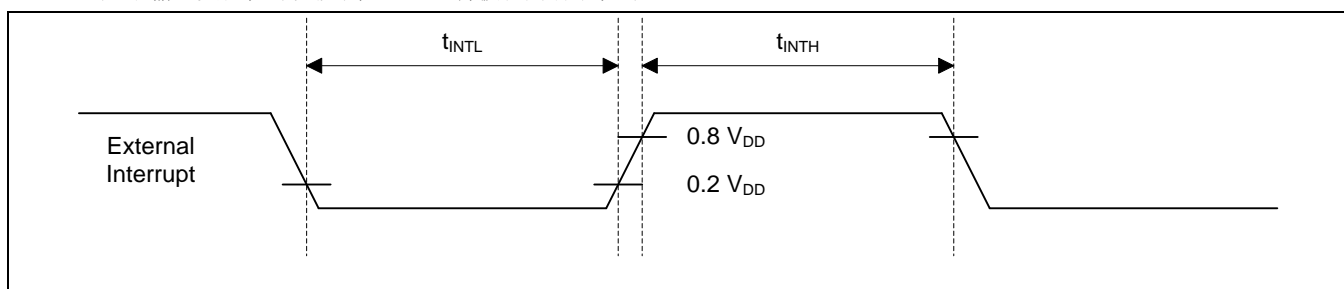 tINTL
tINTH
External
Interrupt
0.8 VDD
0.2 VDD